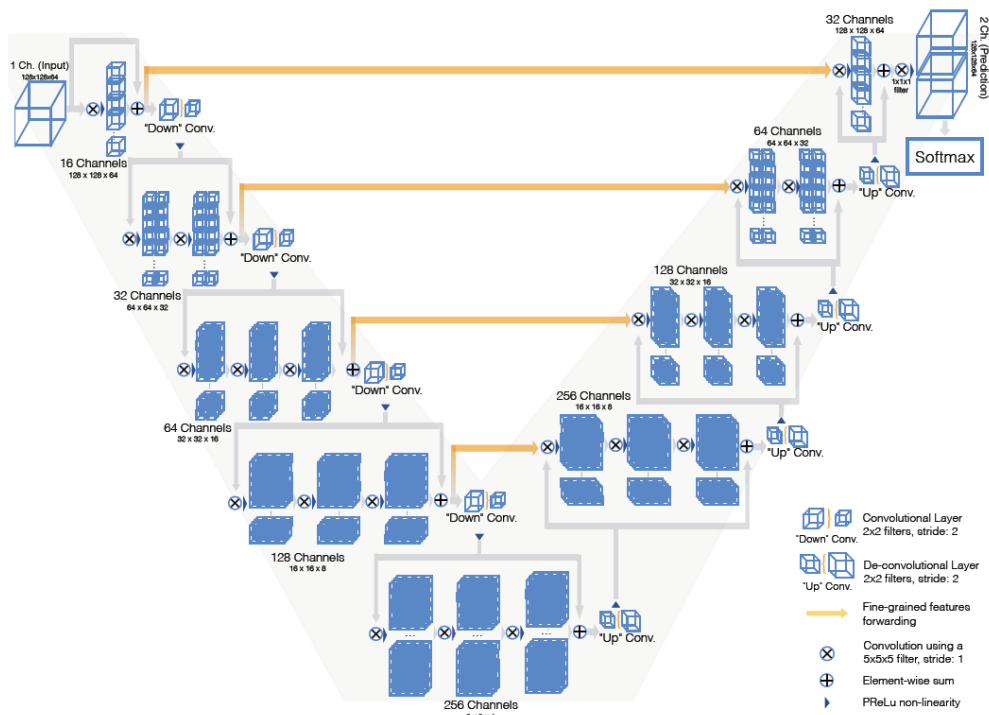 1 Ch. (Input)
128x128x64
"Down" Conv.
16 Channels
128 x 128 x 64
"Down" Conv.
32 Channels
64 x 64 x 32
"Down" Conv.
64 Channels
32 x 32 x 16
"Down" Conv.
128 Channels
16 x 16 x 8
...
...
...
256 Channels
"Up" Conv.
256 Channels
16 x 16 x 8
"Up" Conv.
128 Channels
32 x 32 x 16
"Up" Conv.
64 Channels
64 x 64 x 32
"Up" Conv.
32 Channels
128 x 128 x 64
1x1x1
filter
2 Ch. (Prediction)
128x128x64
Softmax
"Down" Conv.
Convolutional Layer
2x2 filters, stride: 2
"Up" Conv.
De-convolutional Layer
2x2 filters, stride: 2
Fine-grained features
forwarding
Convolution using a
5x5x5 filter, stride: 1
Element-wise sum
PReLu non-linearity